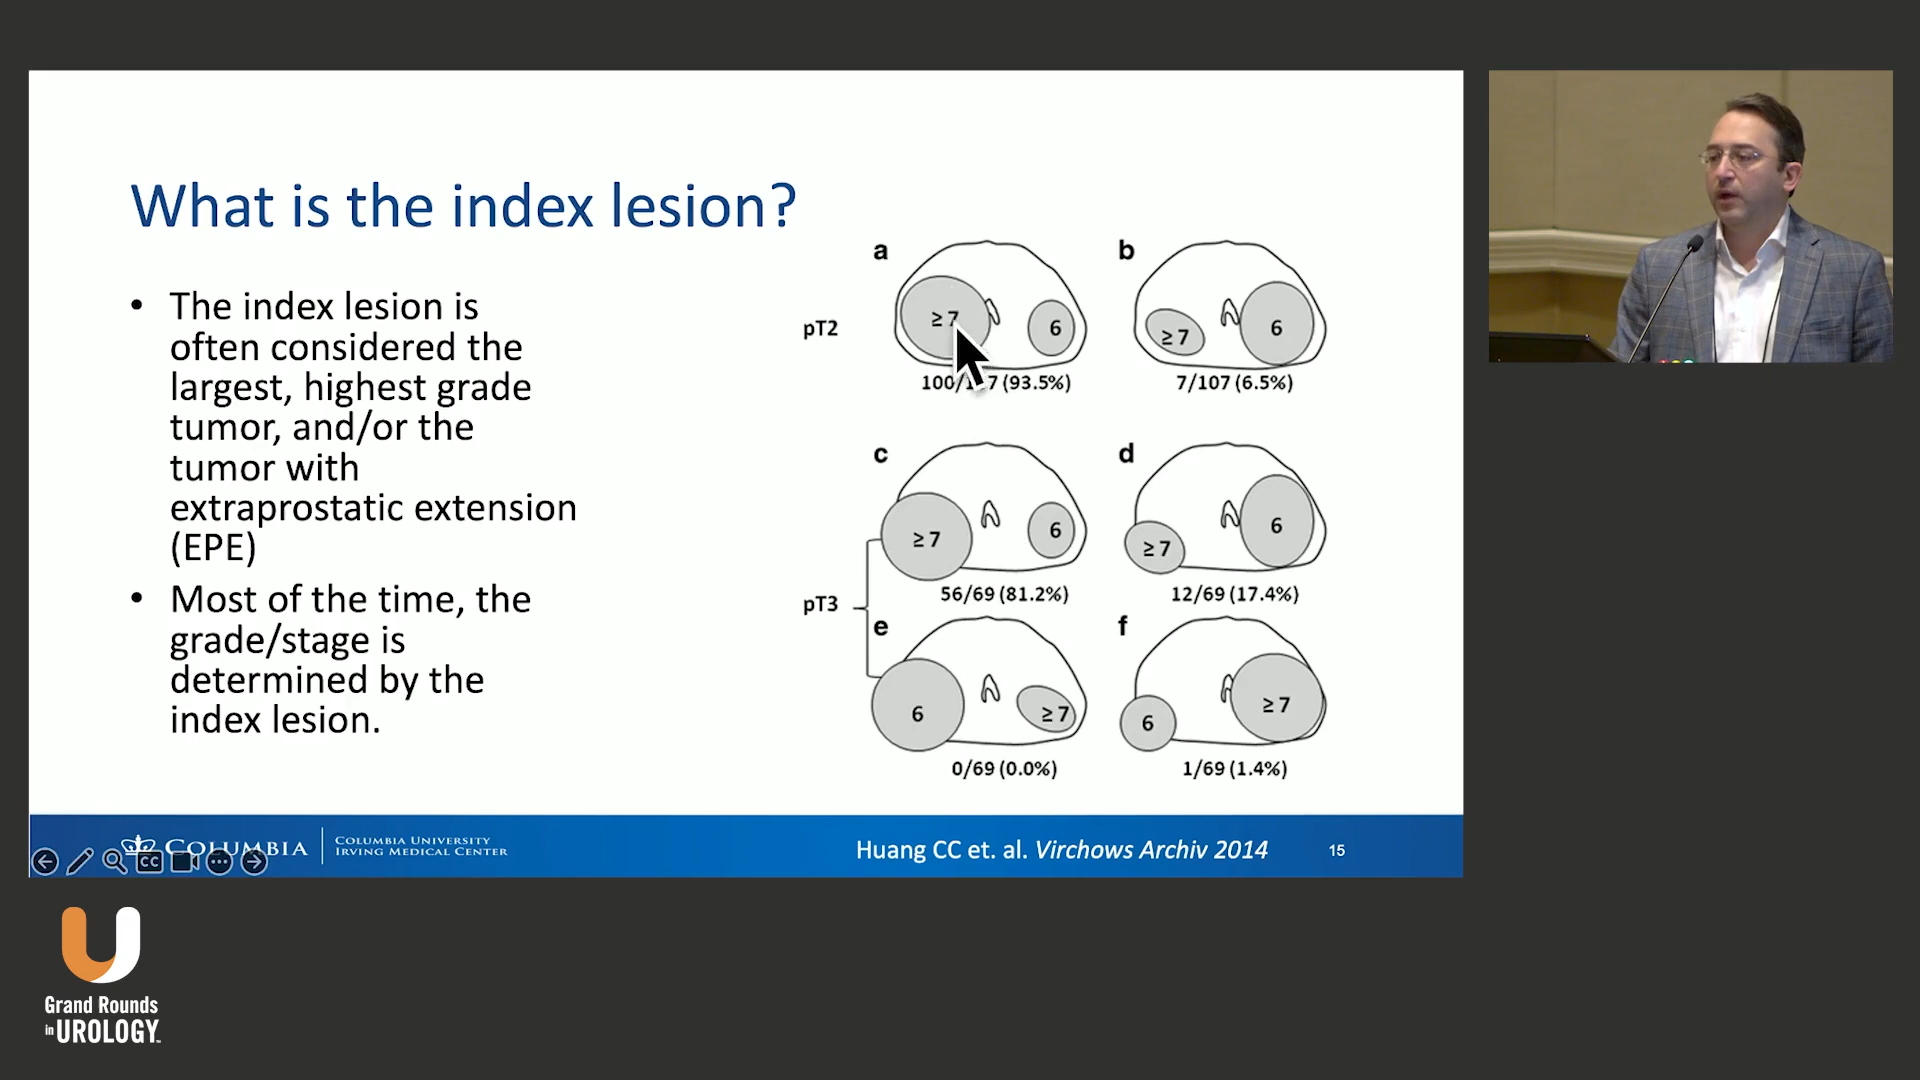 What is the index lesion?
• The index lesion is
often considered the
largest, highest grade
tumor, and/or the
tumor with
extraprostatic extension
(EPE)
• Most of the time, the
grade/stage is
determined by the
index lesion.
a
b
pT2
≥ 7
6
≥ 7
6
(93.5%)
7/107 (6.5%)
c
d
≥ 7
6
≥ 7
6
56/69 (81.2%)
12/69 (17.4%)
pT3
e
f
6
≥ 7
6
≥ 7
0/69 (0.0%)
1/69 (1.4%)
COLUMBIA
COLUMBIA UNIVERSITY
IRVING MEDICAL CENTER
CC
Huang CC et. al. Virchows Archiv 2014
15
Grand Rounds
in UROLOGY